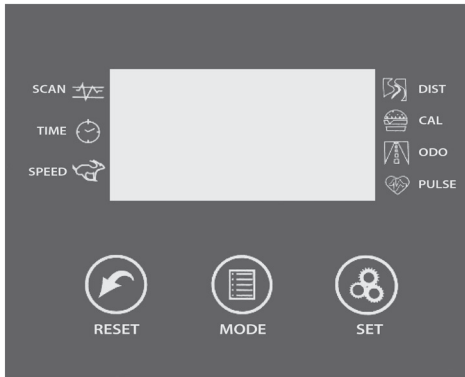 SCAN
TIME
SPEED
DIST
CAL
ODO
PULSE
RESET
MODE
SET